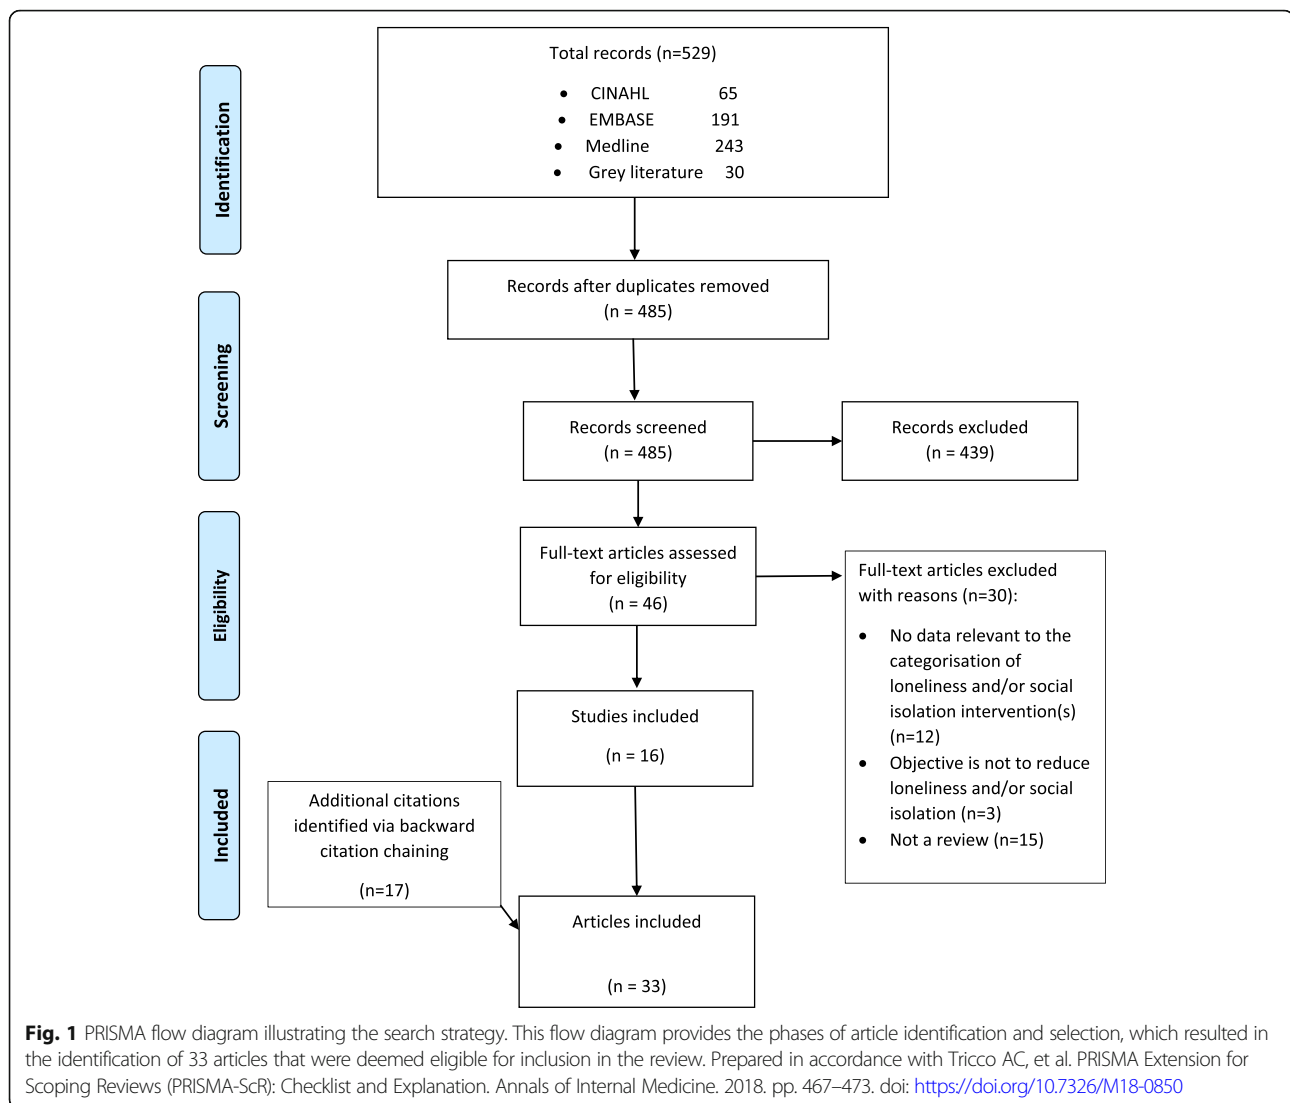 Identification
Total records (n=529)
• CINAHL 65
• EMBASE 191
• Medline 243
• Grey literature 30
Screening
Records after duplicates removed
(n = 485)
Records screened
(n = 485)
Records excluded
(n = 439)
Eligibility
Full-text articles assessed
for eligibility
(n = 46)
Full-text articles excluded
with reasons (n=30):
• No data relevant to the
categorisation of
loneliness and/or social
isolation intervention(s)
(n=12)
• Objective is not to reduce
loneliness and/or social
isolation (n=3)
• Not a review (n=15)
Studies included
(n = 16)
Included
Additional citations
identified via backward
citation chaining
(n=17)
Articles included
(n = 33)
Fig. 1 PRISMA flow diagram illustrating the search strategy. This flow diagram provides the phases of article identification and selection, which resulted in
the identification of 33 articles that were deemed eligible for inclusion in the review. Prepared in accordance with Tricco AC, et al. PRISMA Extension for
Scoping Reviews (PRISMA-ScR): Checklist and Explanation. Annals of Internal Medicine. 2018. pp. 467–473. doi: https://doi.org/10.7326/M18-0850